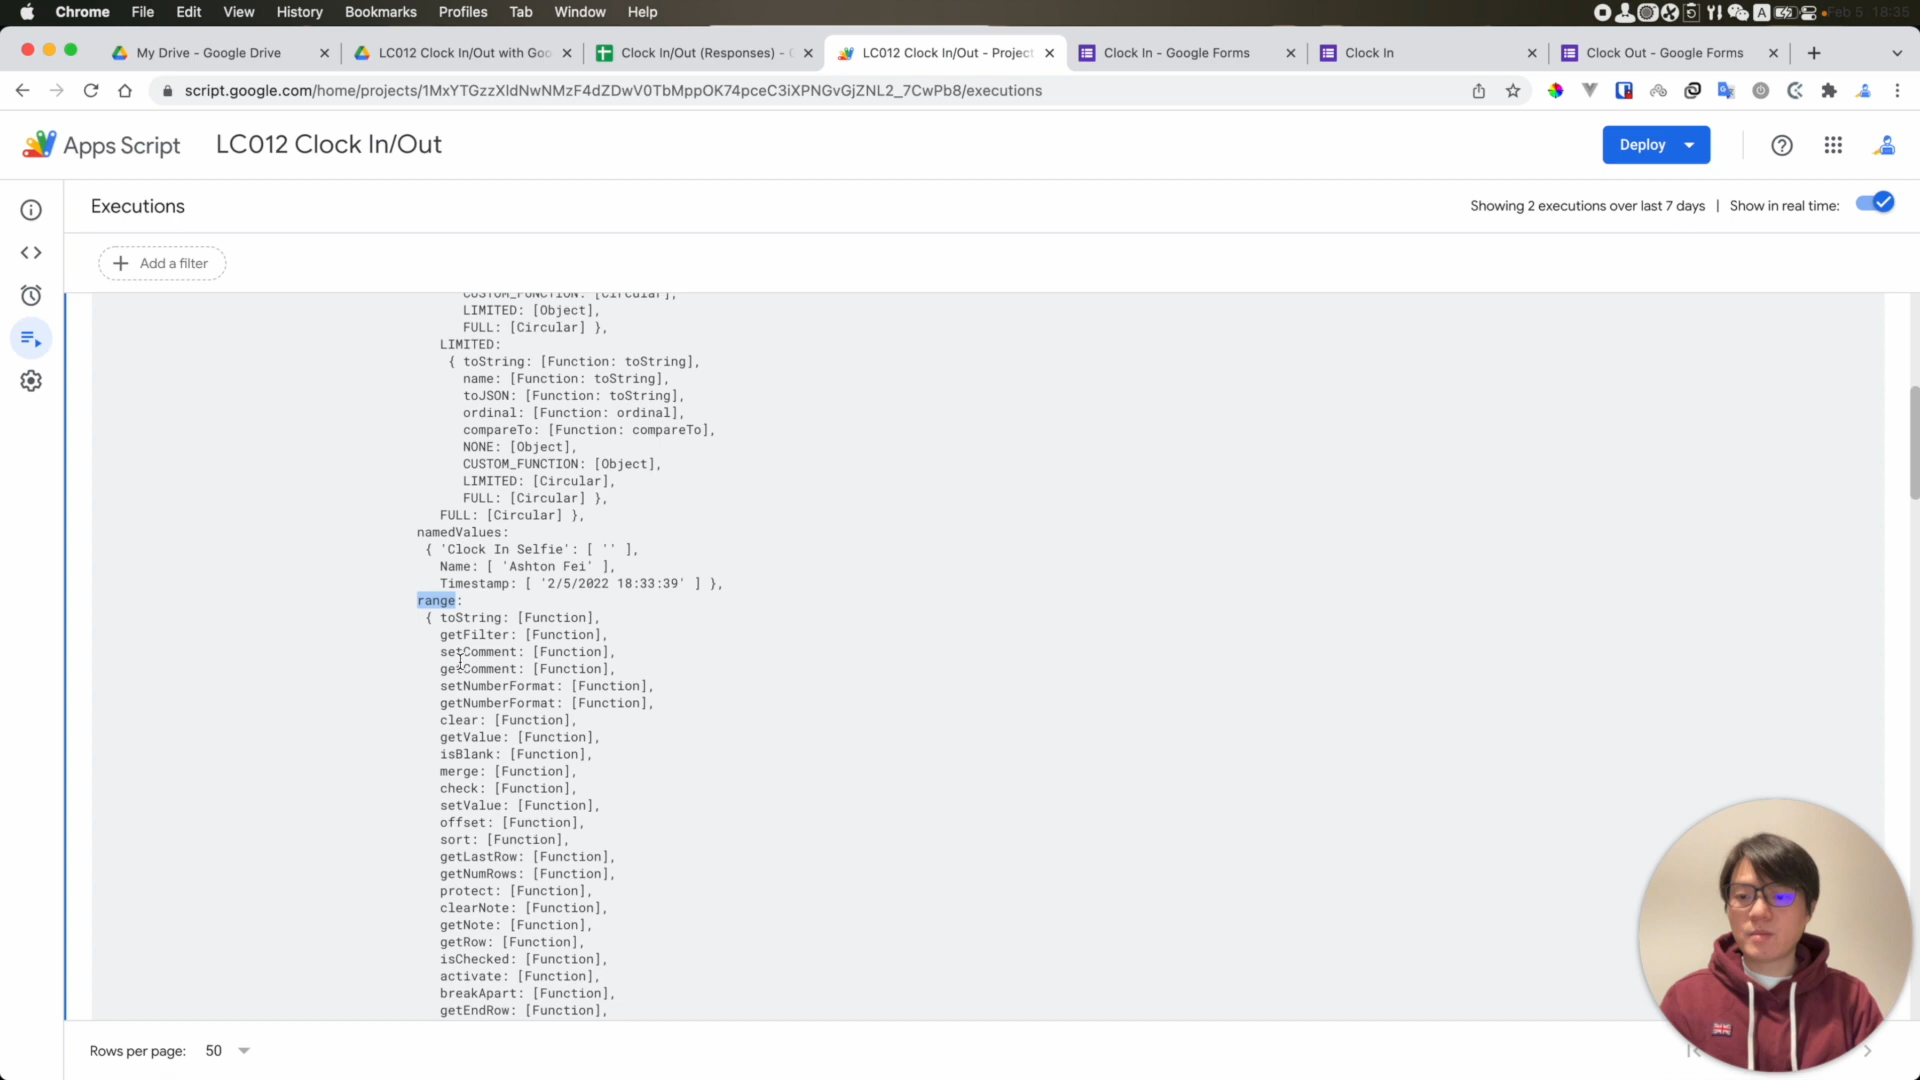 Chrome File Edit View History Bookmarks Profiles Tab Window Help
Feb 5 18:35
My Drive - Google Drive
LC012 Clock In/Out with Goo
Clock In/Out (Responses) - G
LC012 Clock In/Out - Project
Clock In - Google Forms
Clock In
Clock Out - Google Forms
script.google.com/home/projects/1MxYTGzzXldNwNMzF4dZDwV0TbMppOK74pceC3iXPNGvGjZNL2_7CwPb8/executions
Apps Script
LC012 Clock In/Out
Deploy
Executions
Showing 2 executions over last 7 days | Show in real time:
Add a filter
CUSTOM_FUNCTION: [Circular],
LIMITED: [Object],
FULL: [Circular] },
LIMITED:
{ toString: [Function: toString],
name: [Function: toString],
toJSON: [Function: toString],
ordinal: [Function: ordinal],
compareTo: [Function: compareTo],
NONE: [Object],
CUSTOM_FUNCTION: [Object],
LIMITED: [Circular],
FULL: [Circular] },
FULL: [Circular] },
namedValues:
{ 'Clock In Selfie': [ '' ],
Name: [ 'Ashton Fei' ],
Timestamp: [ '2/5/2022 18:33:39' ] },
range:
{ toString: [Function],
getFilter: [Function],
setComment: [Function],
getComment: [Function],
setNumberFormat: [Function],
getNumberFormat: [Function],
clear: [Function],
getValue: [Function],
isBlank: [Function],
merge: [Function],
check: [Function],
setValue: [Function],
offset: [Function],
sort: [Function],
getLastRow: [Function],
getNumRows: [Function],
protect: [Function],
clearNote: [Function],
getNote: [Function],
getRow: [Function],
isChecked: [Function],
activate: [Function],
breakApart: [Function],
getEndRow: [Function],
Rows per page: 50